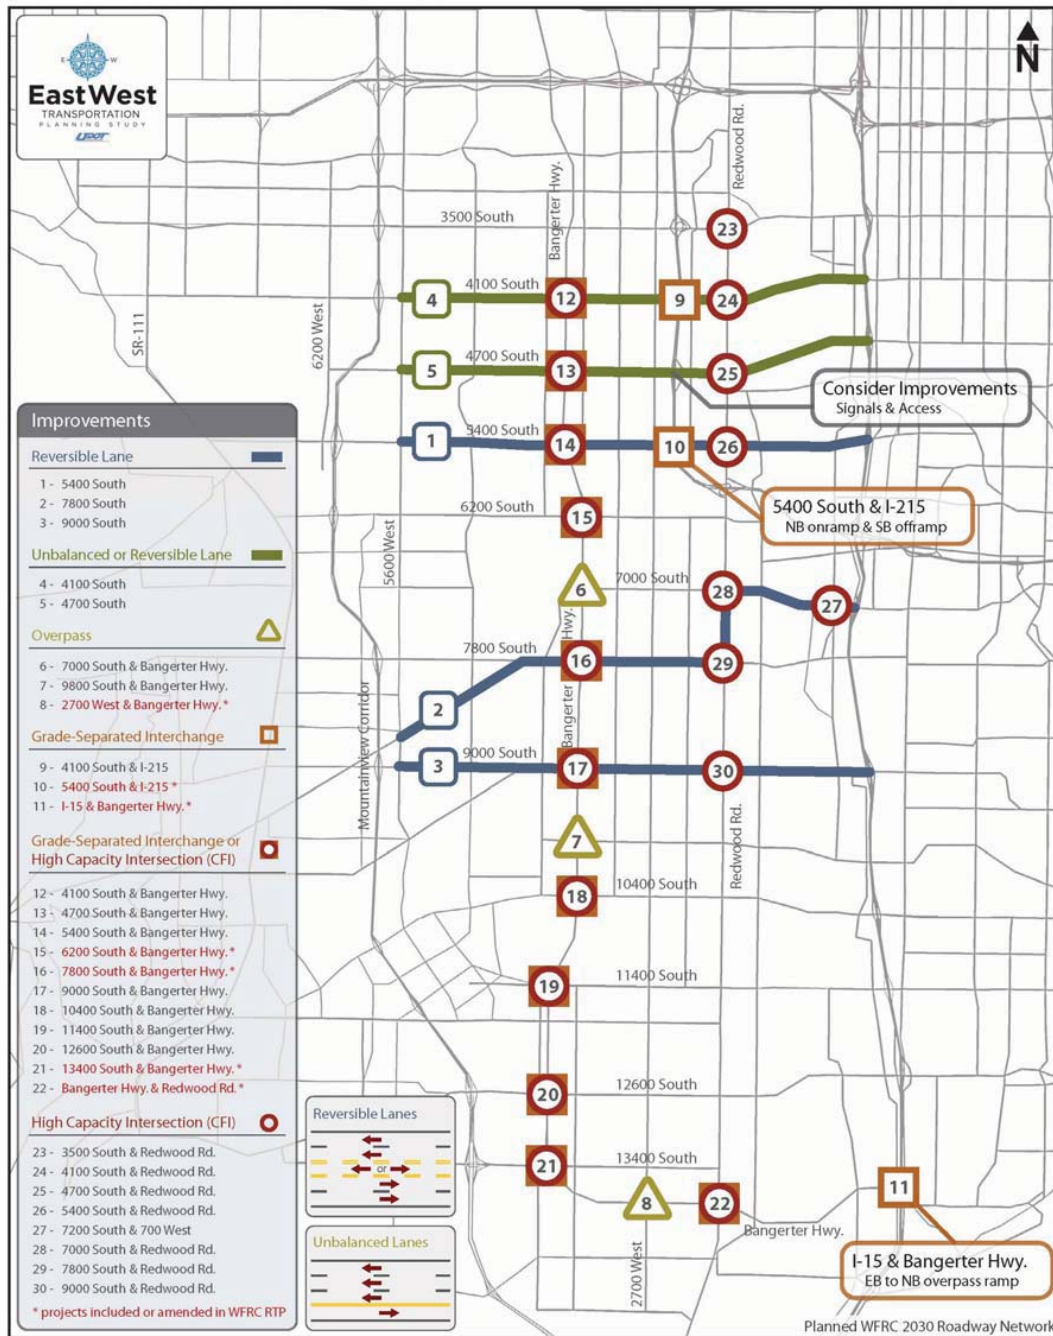 E
W
EastWest
TRANSPORTATION
PLANNING STUDY
UDOT
N
Redwood Rd.
Bangerter Hwy.
3500 South
23
4100 South
4
12
9
24
SR-111
6200 West
4700 South
5
13
25
Consider Improvements
Signals & Access
5400 South
1
14
10
26
5400 South & I-215
NB onramp & SB offramp
6200 South
15
5600 West
7000 South
6
28
27
Bangerter Hwy.
7800 South
16
29
2
Mountainview Corridor
9000 South
3
17
30
Redwood Rd.
7
10400 South
18
11400 South
19
12600 South
20
13400 South
21
8
22
11
Bangerter Hwy.
2700 West
I-15 & Bangerter Hwy.
EB to NB overpass ramp
Improvements
Reversible Lane
1 - 5400 South
2 - 7800 South
3 - 9000 South
Unbalanced or Reversible Lane
4 - 4100 South
5 - 4700 South
Overpass
6 - 7000 South & Bangerter Hwy.
7 - 9800 South & Bangerter Hwy.
8 - 2700 West & Bangerter Hwy. *
Grade-Separated Interchange
9 - 4100 South & I-215
10 - 5400 South & I-215 *
11 - I-15 & Bangerter Hwy. *
Grade-Separated Interchange or
High Capacity Intersection (CFI)
12 - 4100 South & Bangerter Hwy.
13 - 4700 South & Bangerter Hwy.
14 - 5400 South & Bangerter Hwy.
15 - 6200 South & Bangerter Hwy. *
16 - 7800 South & Bangerter Hwy. *
17 - 9000 South & Bangerter Hwy.
18 - 10400 South & Bangerter Hwy.
19 - 11400 South & Bangerter Hwy.
20 - 12600 South & Bangerter Hwy.
21 - 13400 South & Bangerter Hwy. *
22 - Bangerter Hwy. & Redwood Rd. *
High Capacity Intersection (CFI)
23 - 3500 South & Redwood Rd.
24 - 4100 South & Redwood Rd.
25 - 4700 South & Redwood Rd.
26 - 5400 South & Redwood Rd.
27 - 7200 South & 700 West
28 - 7000 South & Redwood Rd.
29 - 7800 South & Redwood Rd.
30 - 9000 South & Redwood Rd.
* projects included or amended in WFRC RTP
Reversible Lanes
or
Unbalanced Lanes
Planned WFRC 2030 Roadway Network